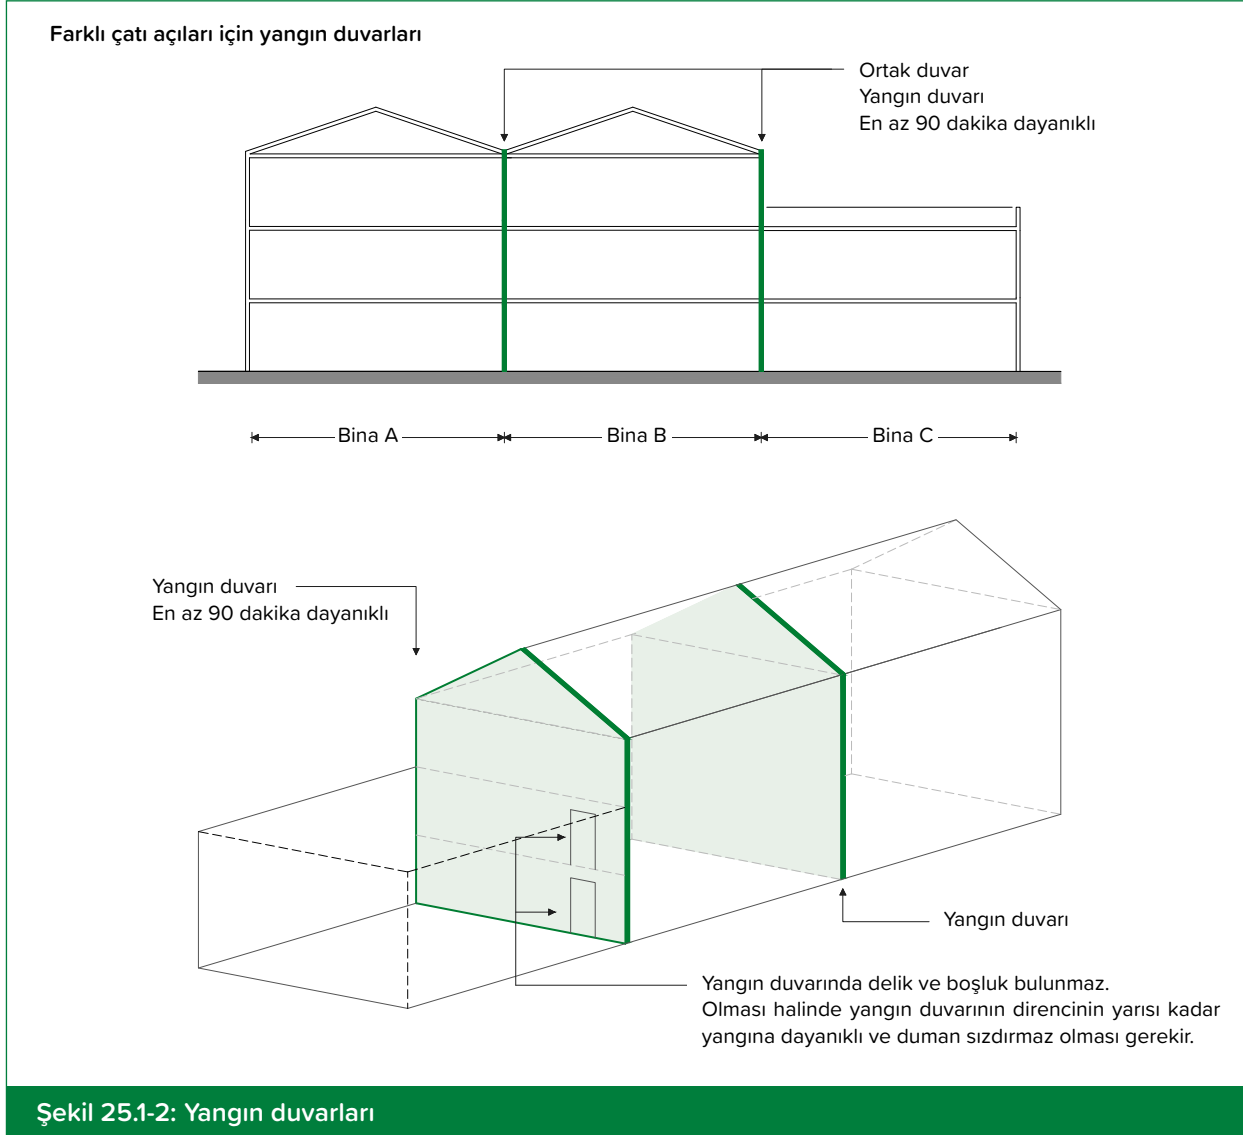 Farklı çatı açıları için yangın duvarları
Ortak duvar
Yangın duvarı
En az 90 dakika dayanıklı
Bina A
Bina B
Bina C
Yangın duvarı
En az 90 dakika dayanıklı
Yangın duvarı
Yangın duvarında delik ve boşluk bulunmaz.
Olması halinde yangın duvarının direncinin yarısı kadar
yangına dayanıklı ve duman sızdırmaz olması gerekir.
Şekil 25.1-2: Yangın duvarları